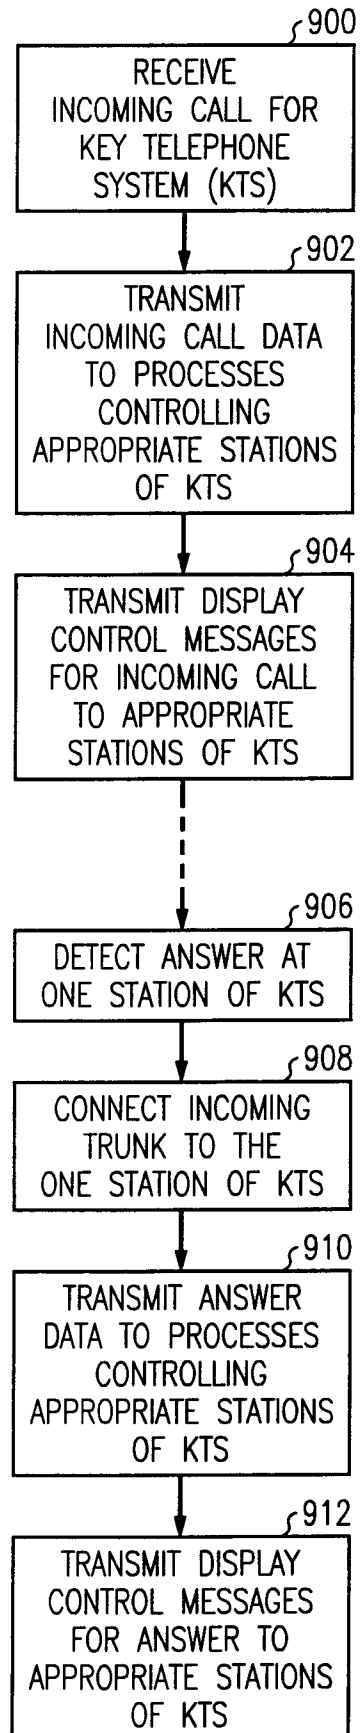 900
RECEIVE
INCOMING CALL FOR
KEY TELEPHONE
SYSTEM (KTS)
902
TRANSMIT
INCOMING CALL DATA
TO PROCESSES
CONTROLLING
APPROPRIATE STATIONS
OF KTS
904
TRANSMIT DISPLAY
CONTROL MESSAGES
FOR INCOMING CALL
TO APPROPRIATE
STATIONS OF KTS
906
DETECT ANSWER AT
ONE STATION OF KTS
908
CONNECT INCOMING
TRUNK TO THE
ONE STATION OF KTS
910
TRANSMIT ANSWER
DATA TO PROCESSES
CONTROLLING
APPROPRIATE STATIONS
OF KTS
912
TRANSMIT DISPLAY
CONTROL MESSAGES
FOR ANSWER TO
APPROPRIATE STATIONS
OF KTS